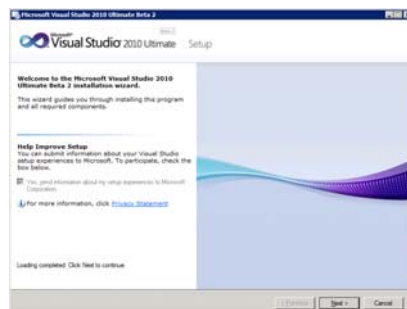 Microsoft Visual Studio 2010 Ultimate Beta 2
Beta 2
Microsoft
Visual Studio 2010 Ultimate Setup
Welcome to the Microsoft Visual Studio 2010
Ultimate Beta 2 installation wizard.
This wizard guides you through installing this program
and all required components.
Help Improve Setup
You can submit information about your Visual Studio
setup experiences to Microsoft. To participate, check the
box below.
Yes, send information about my setup experiences to Microsoft
Corporation.
For more information, click Privacy Statement
Loading completed. Click Next to continue.
< Previous Next > Cancel